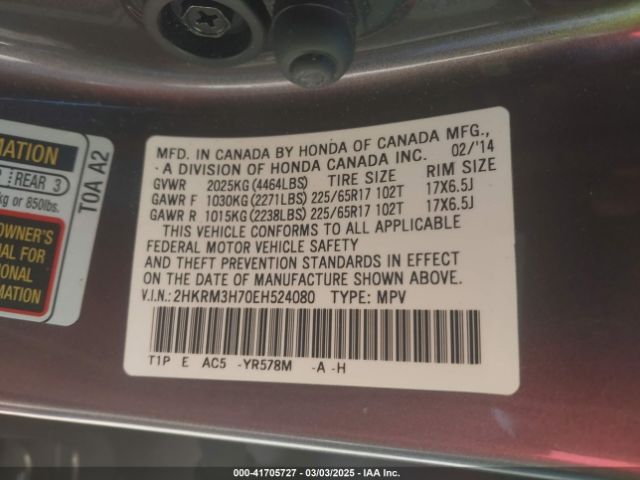 MATION
2 | REAR 3
kg or 850lbs.
OWNER'S
UAL FOR
IONAL
RMATION
T0A A2
MFD. IN CANADA BY HONDA OF CANADA MFG.,
- A DIVISION OF HONDA CANADA INC. 02/'14
GVWR 2025KG (4464LBS) TIRE SIZE RIM SIZE
GAWR F 1030KG (2271LBS) 225/65R17 102T 17X6.5J
GAWR R 1015KG (2238LBS) 225/65R17 102T 17X6.5J
THIS VEHICLE CONFORMS TO ALL APPLICABLE
FEDERAL MOTOR VEHICLE SAFETY
AND THEFT PREVENTION STANDARDS IN EFFECT
ON THE DATE OF MANUFACTURE SHOWN ABOVE.
V.I.N.: 2HKRM3H70EH524080 TYPE: MPV
T1P E AC5 -YR578M -A -H
000-41705727 - 03/03/2025 - IAA Inc.